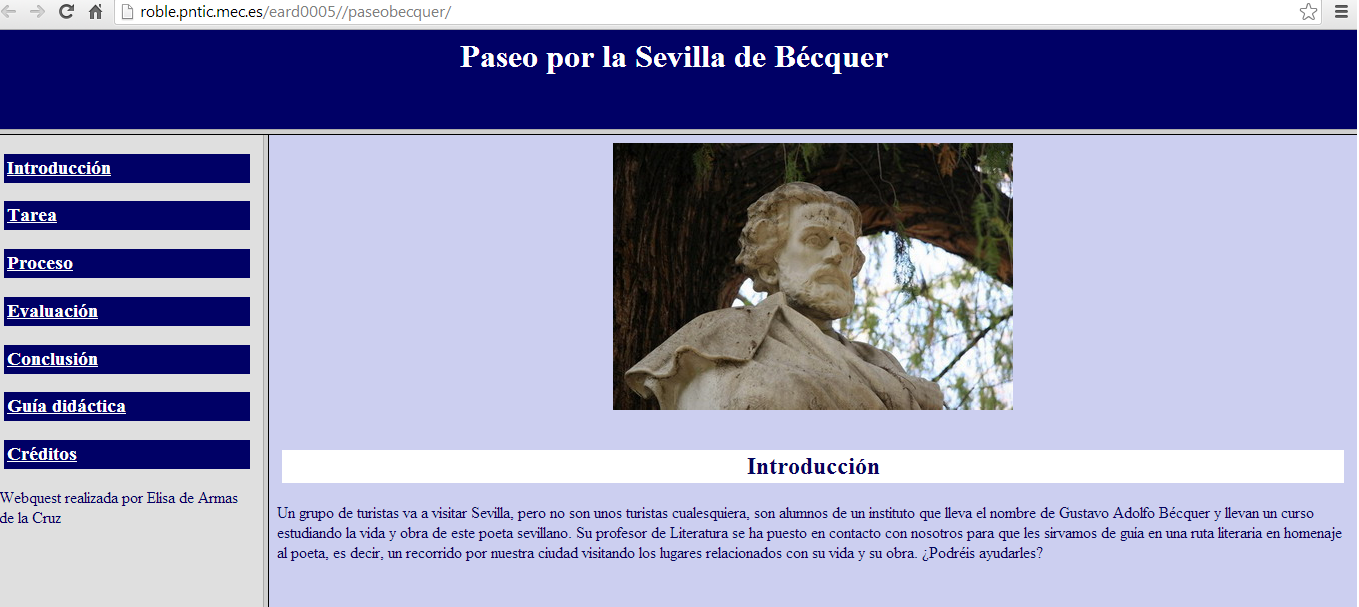 roble.pntic.mec.es/eard0005//paseobecquer/
Paseo por la Sevilla de Bécquer
Introducción
Tarea
Proceso
Evaluación
Conclusión
Guía didáctica
Créditos
Webquest realizada por Elisa de Armas
de la Cruz
Introducción
Un grupo de turistas va a visitar Sevilla, pero no son unos turistas cualesquiera, son alumnos de un instituto que lleva el nombre de Gustavo Adolfo Bécquer y llevan un curso
estudiando la vida y obra de este poeta sevillano. Su profesor de Literatura se ha puesto en contacto con nosotros para que les sirvamos de guia en una ruta literaria en homenaje
al poeta, es decir, un recorrido por nuestra ciudad visitando los lugares relacionados con su vida y su obra. ¿Podréis ayudarles?